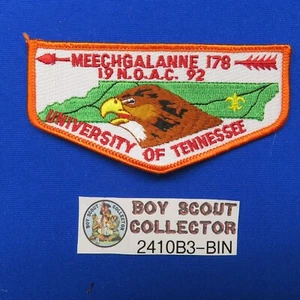 MEECHGALANNE 178
19 N.O.A.C. 92
UNIVERSITY OF TENNESSEE
BOY SCOUT
COLLECTOR
2410B3-BIN